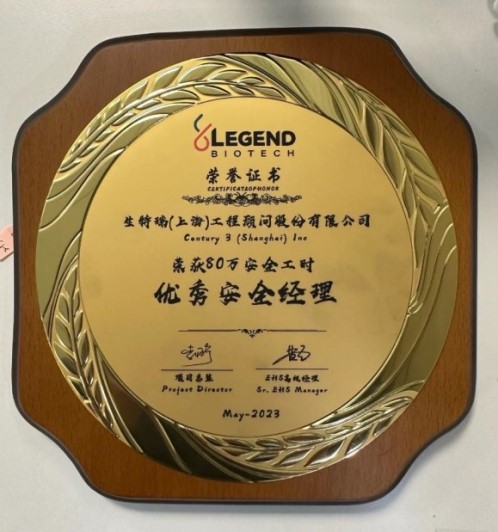 LEGEND
BIOTECH
荣誉证书
CERTIFICATEOFHONOR
生特瑞(上海)工程顾问股份有限公司
Century 3 (Shanghai) Inc
荣获80万安全工时
优秀安全经理
项目总监
EHS高级经理
Project Director
Sr. EHS Manager
May-2023